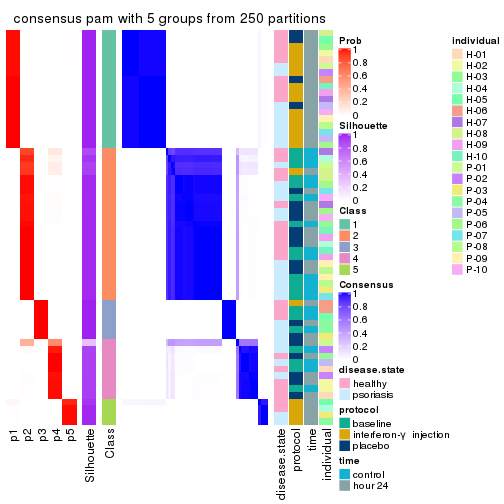 consensus pam with 5 groups from 250 partitions
Prob
1
0.8
0.6
0.4
0.2
0
Silhouette
1
0.8
0.6
0.4
0.2
0
Class
1
2
3
4
5
Consensus
1
0.8
0.6
0.4
0.2
0
disease.state
healthy
psoriasis
protocol
baseline
interferon-γ injection
placebo
time
control
hour 24
individual
H-01
H-02
H-03
H-04
H-05
H-06
H-07
H-08
H-09
H-10
P-01
P-02
P-03
P-04
P-05
P-06
P-07
P-08
P-09
P-10
p1
p2
p3
p4
p5
Silhouette
Class
disease.state
protocol
time
individual